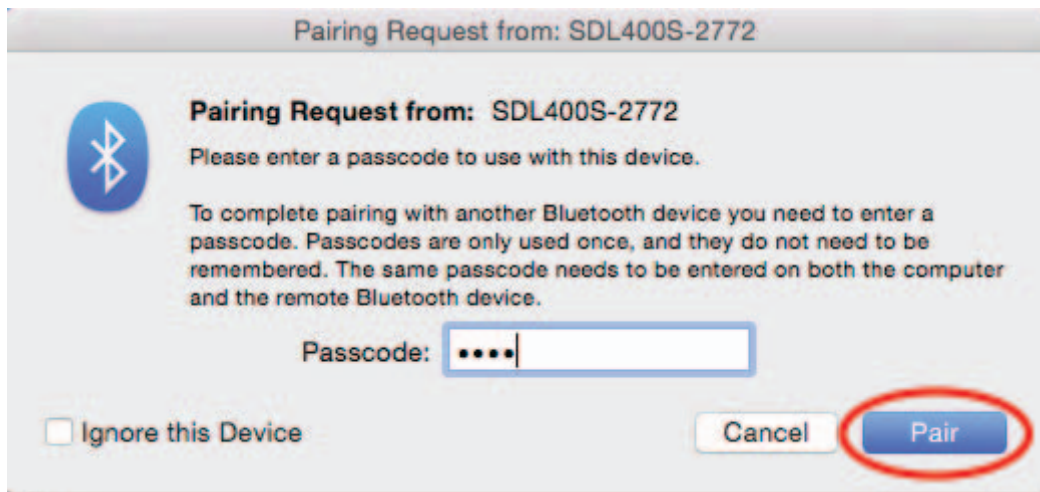 Pairing Request from: SDL400S-2772
Pairing Request from: SDL400S-2772
Please enter a passcode to use with this device.
To complete pairing with another Bluetooth device you need to enter a
passcode. Passcodes are only used once, and they do not need to be
remembered. The same passcode needs to be entered on both the computer
and the remote Bluetooth device.
Passcode: ••••
Ignore this Device
Cancel
Pair